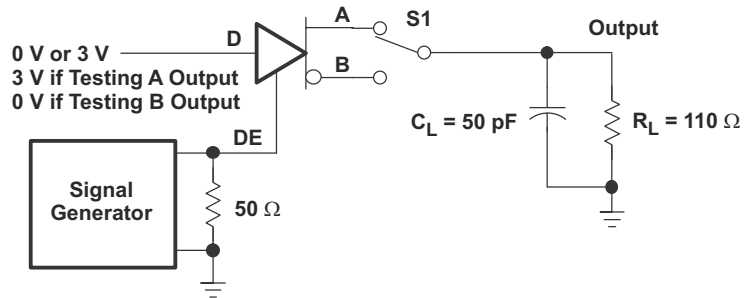 A
S1
Output
D
0 V or 3 V
3 V if Testing A Output
0 V if Testing B Output
B
DE
C_L = 50 pF
R_L = 110 Ω
Signal
Generator
50 Ω